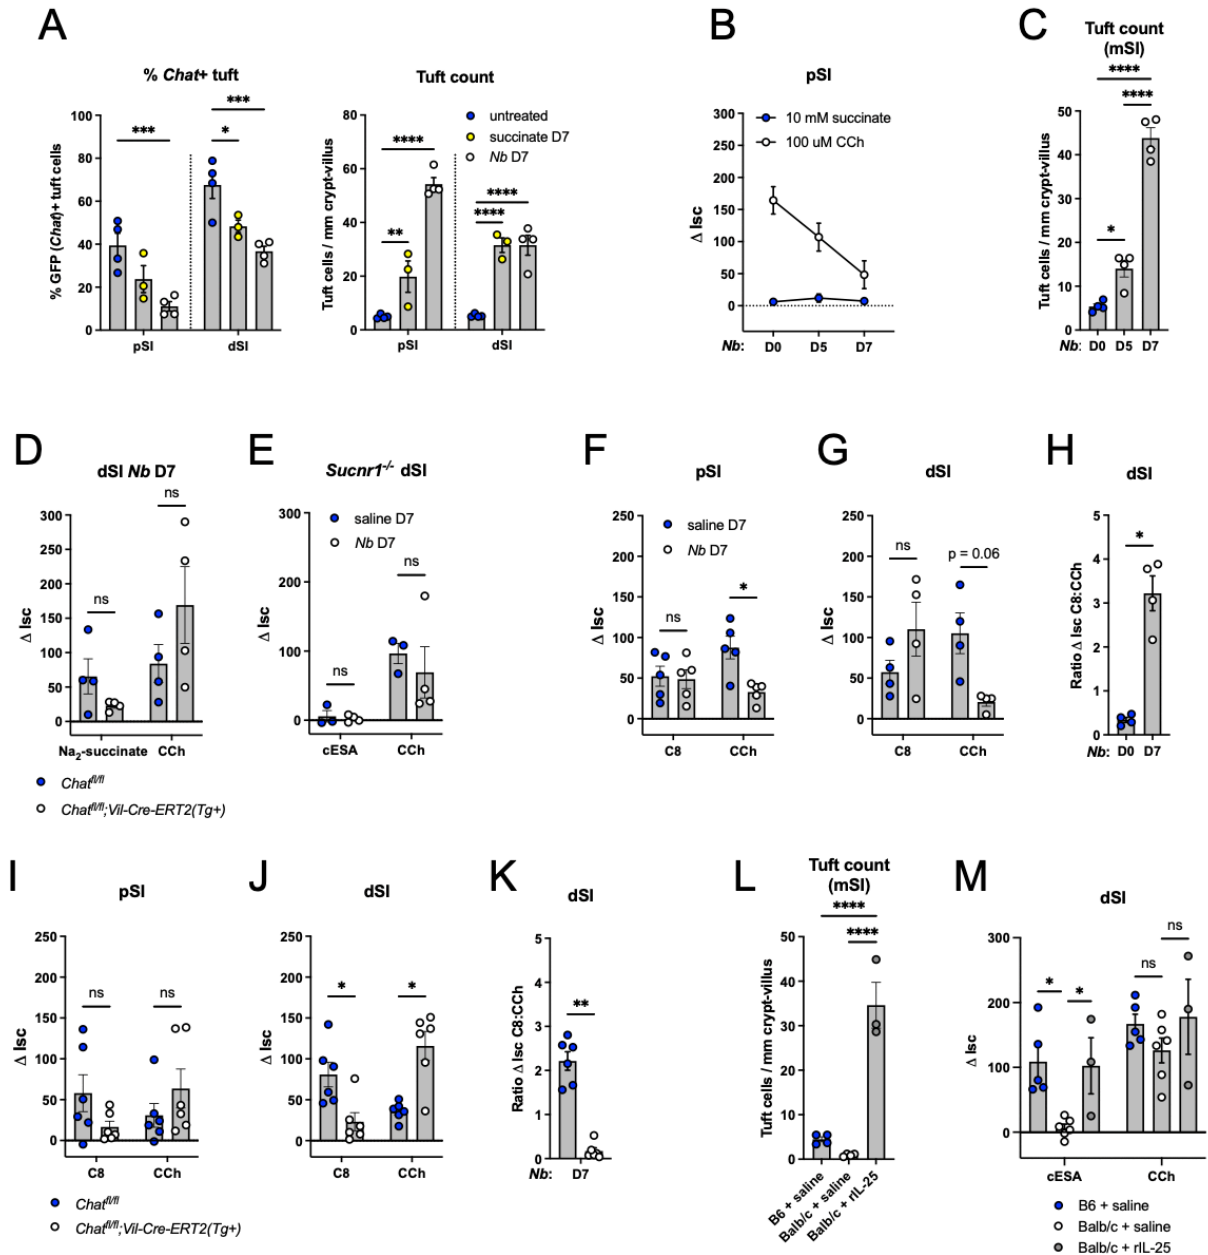 A
% Chat+ tuft
% GFP (Chat)+ tuft cells
100
80
60
40
20
0
***
***
*
pSI
dSI
Tuft count
Tuft cells / mm crypt-villus
80
60
40
20
0
untreated
succinate D7
Nb D7
****
**
****
****
pSI
dSI
B
pSI
Δ Isc
300
250
200
150
100
50
0
10 mM succinate
100 uM CCh
Nb: D0 D5 D7
C
Tuft count
(mSI)
****
****
*
Tuft cells / mm crypt-villus
50
40
30
20
10
0
Nb: D0 D5 D7
D
dSI Nb D7
Δ Isc
300
250
200
150
100
50
0
ns
ns
Na2-succinate CCh
Chatfl/fl
Chatfl/fl;Vil-Cre-ERT2(Tg+)
E
Sucnr1-/- dSI
Δ Isc
300
200
100
0
saline D7
Nb D7
ns
ns
cESA
CCh
F
pSI
Δ Isc
250
200
150
100
50
0
saline D7
Nb D7
ns
*
C8
CCh
G
dSI
Δ Isc
250
200
150
100
50
0
ns
p = 0.06
C8
CCh
H
dSI
Ratio Δ Isc C8:CCh
5
4
3
2
1
0
*
Nb: D0 D7
I
pSI
Δ Isc
250
200
150
100
50
0
ns
ns
C8
CCh
Chatfl/fl
Chatfl/fl;Vil-Cre-ERT2(Tg+)
J
dSI
Δ Isc
250
200
150
100
50
0
*
*
C8
CCh
K
dSI
Ratio Δ Isc C8:CCh
5
4
3
2
1
0
**
Nb: D7
L
Tuft count
(mSI)
****
****
Tuft cells / mm crypt-villus
50
40
30
20
10
0
B6 + saline
Balb/c + saline
Balb/c + rIL-25
M
dSI
Δ Isc
300
200
100
0
*
*
ns
ns
cESA
CCh
B6 + saline
Balb/c + saline
Balb/c + rIL-25